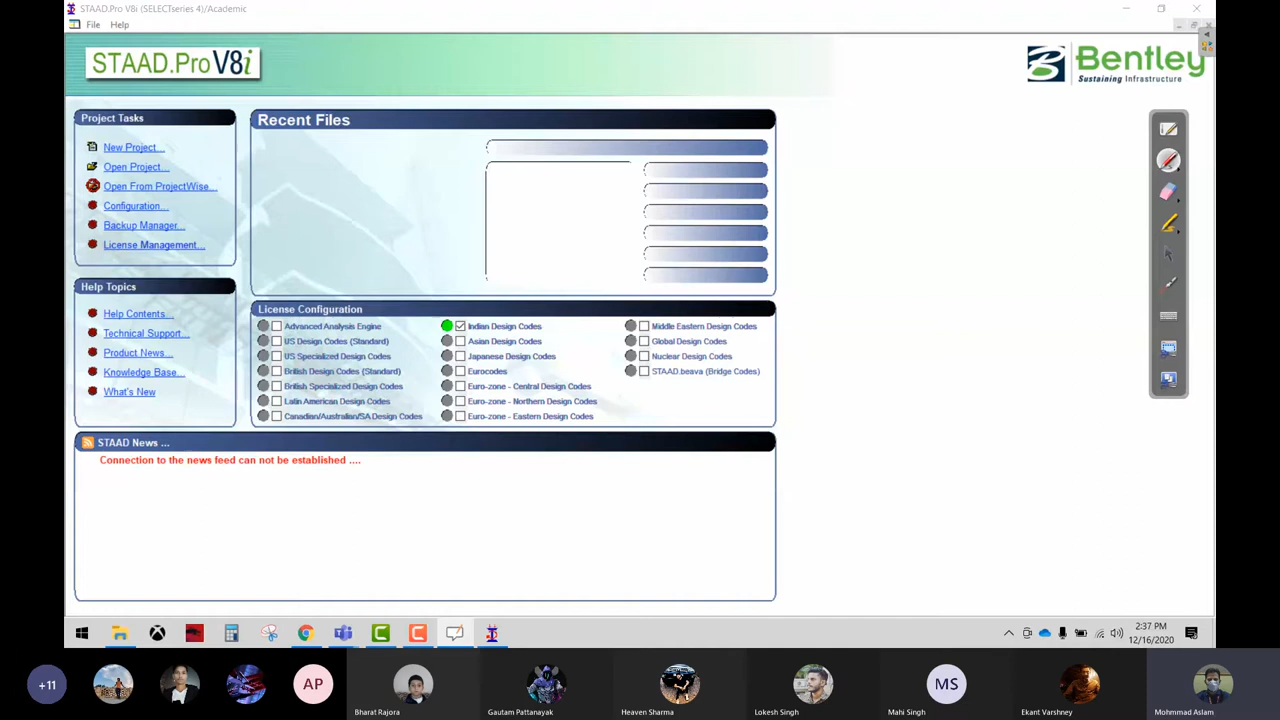 STAAD.Pro V8i (SELECTseries 4)/Academic
File Help
STAAD.Pro V8i
Bentley
Sustaining Infrastructure
Project Tasks
New Project...
Open Project...
Open From ProjectWise...
Configuration...
Backup Manager...
License Management...
Recent Files
Help Topics
Help Contents...
Technical Support...
Product News...
Knowledge Base...
What's New
License Configuration
Advanced Analysis Engine
US Design Codes (Standard)
US Specialized Design Codes
British Design Codes (Standard)
British Specialized Design Codes
Latin American Design Codes
Canadian/Australian/SA Design Codes
Indian Design Codes
Asian Design Codes
Japanese Design Codes
Eurocodes
Euro-zone - Central Design Codes
Euro-zone - Northern Design Codes
Euro-zone - Eastern Design Codes
Middle Eastern Design Codes
Global Design Codes
Nuclear Design Codes
STAAD.beava (Bridge Codes)
STAAD News ...
Connection to the news feed can not be established ....
2:37 PM
12/16/2020
+11
AP
Bharat Rajora
Gautam Pattanayak
Heaven Sharma
Lokesh Singh
MS
Mahi Singh
Ekant Varshney
Mohmmad Aslam